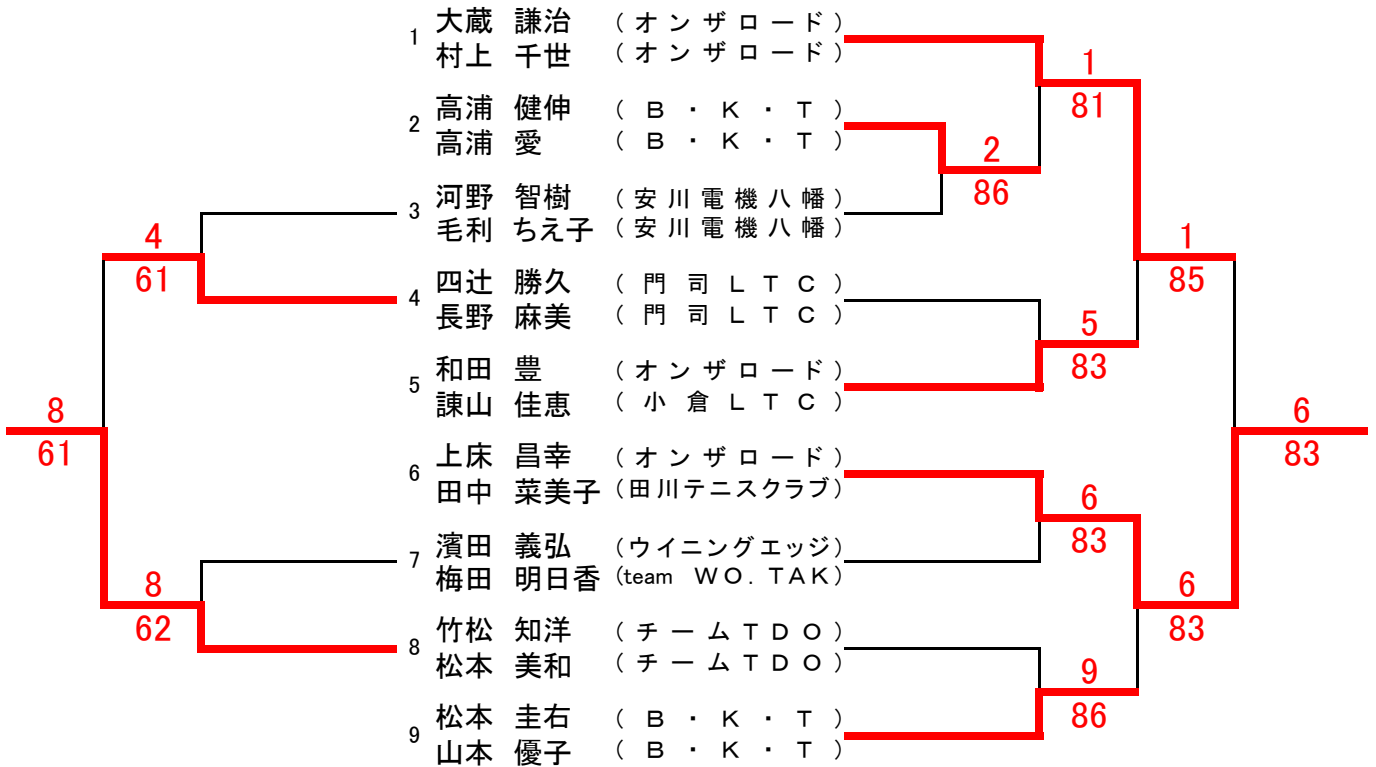 1 大蔵 謙治 (オンザロード)
村上 千世 (オンザロード)
2 高浦 健伸 (B・K・T)
高浦 愛 (B・K・T)
3 河野 智樹 (安川電機八幡)
毛利 ちえ子 (安川電機八幡)
4 四辻 勝久 (門司LTC)
長野 麻美 (門司LTC)
5 和田 豊 (オンザロード)
諌山 佳恵 (小倉LTC)
6 上床 昌幸 (オンザロード)
田中 菜美子 (田川テニスクラブ)
7 濱田 義弘 (ウイニングエッジ)
梅田 明日香 (team WO. TAK)
8 竹松 知洋 (チームTDO)
松本 美和 (チームTDO)
9 松本 圭右 (B・K・T)
山本 優子 (B・K・T)
4
61
8
62
8
61
2
86
1
81
5
83
6
83
9
86
1
85
6
83
6
83